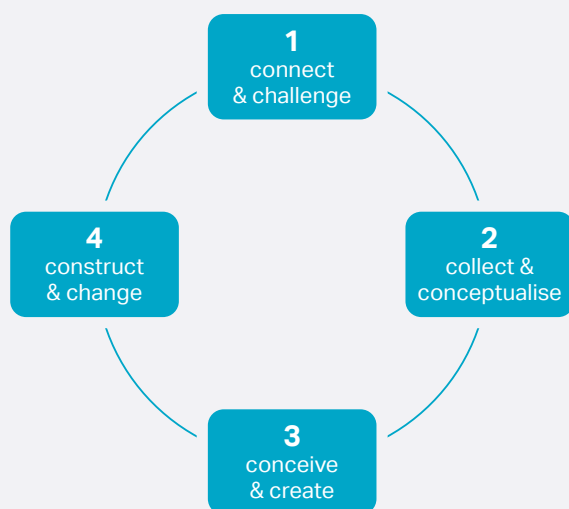 1
connect
& challenge
2
collect &
conceptualise
3
conceive
& create
4
construct
& change